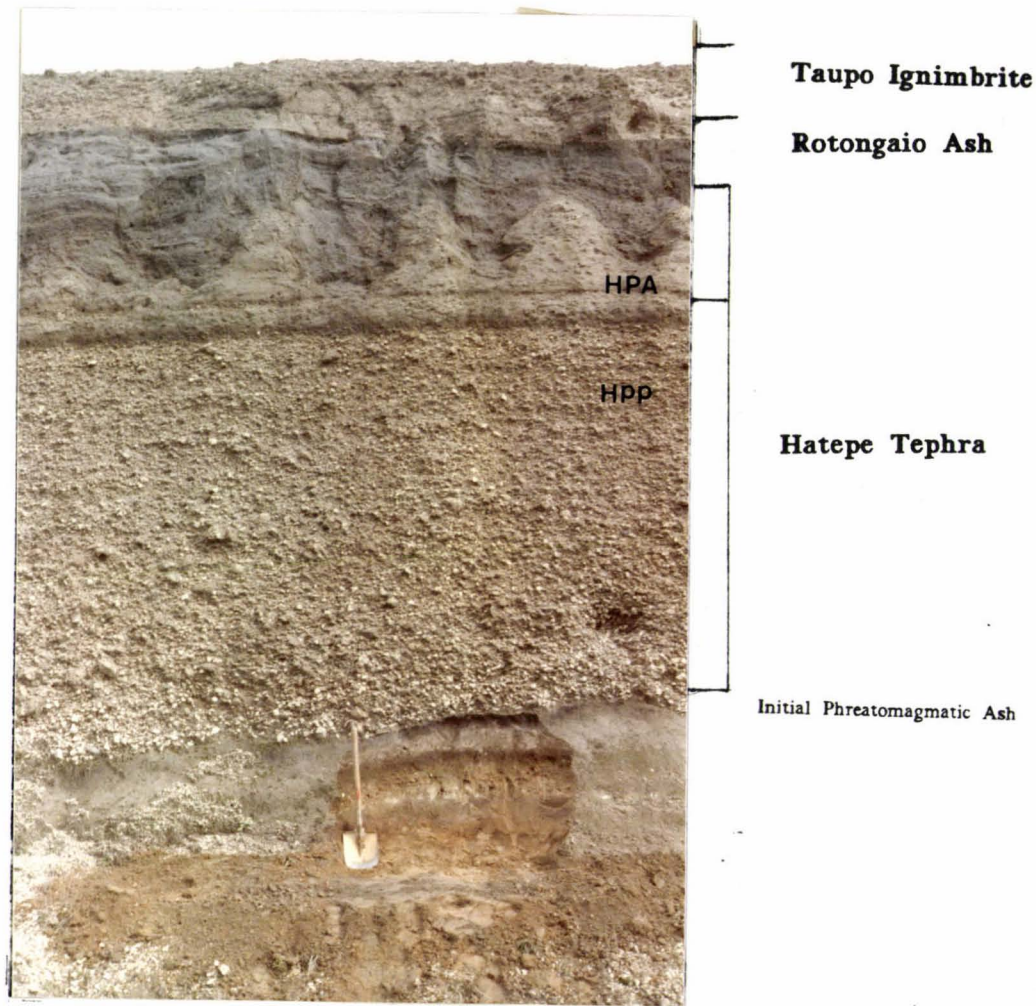 Taupo Ignimbrite
Rotongaio Ash
HPA
HPP
Hatepe Tephra
Initial Phreatomagmatic Ash